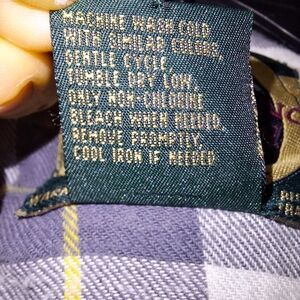 MACHINE WASH COLD
WITH SIMILAR COLORS,
GENTLE CYCLE
TUMBLE DRY LOW,
ONLY NON-CHLORINE
BLEACH WHEN NEEDED,
REMOVE PROMPTLY,
COOL IRON IF NEEDED